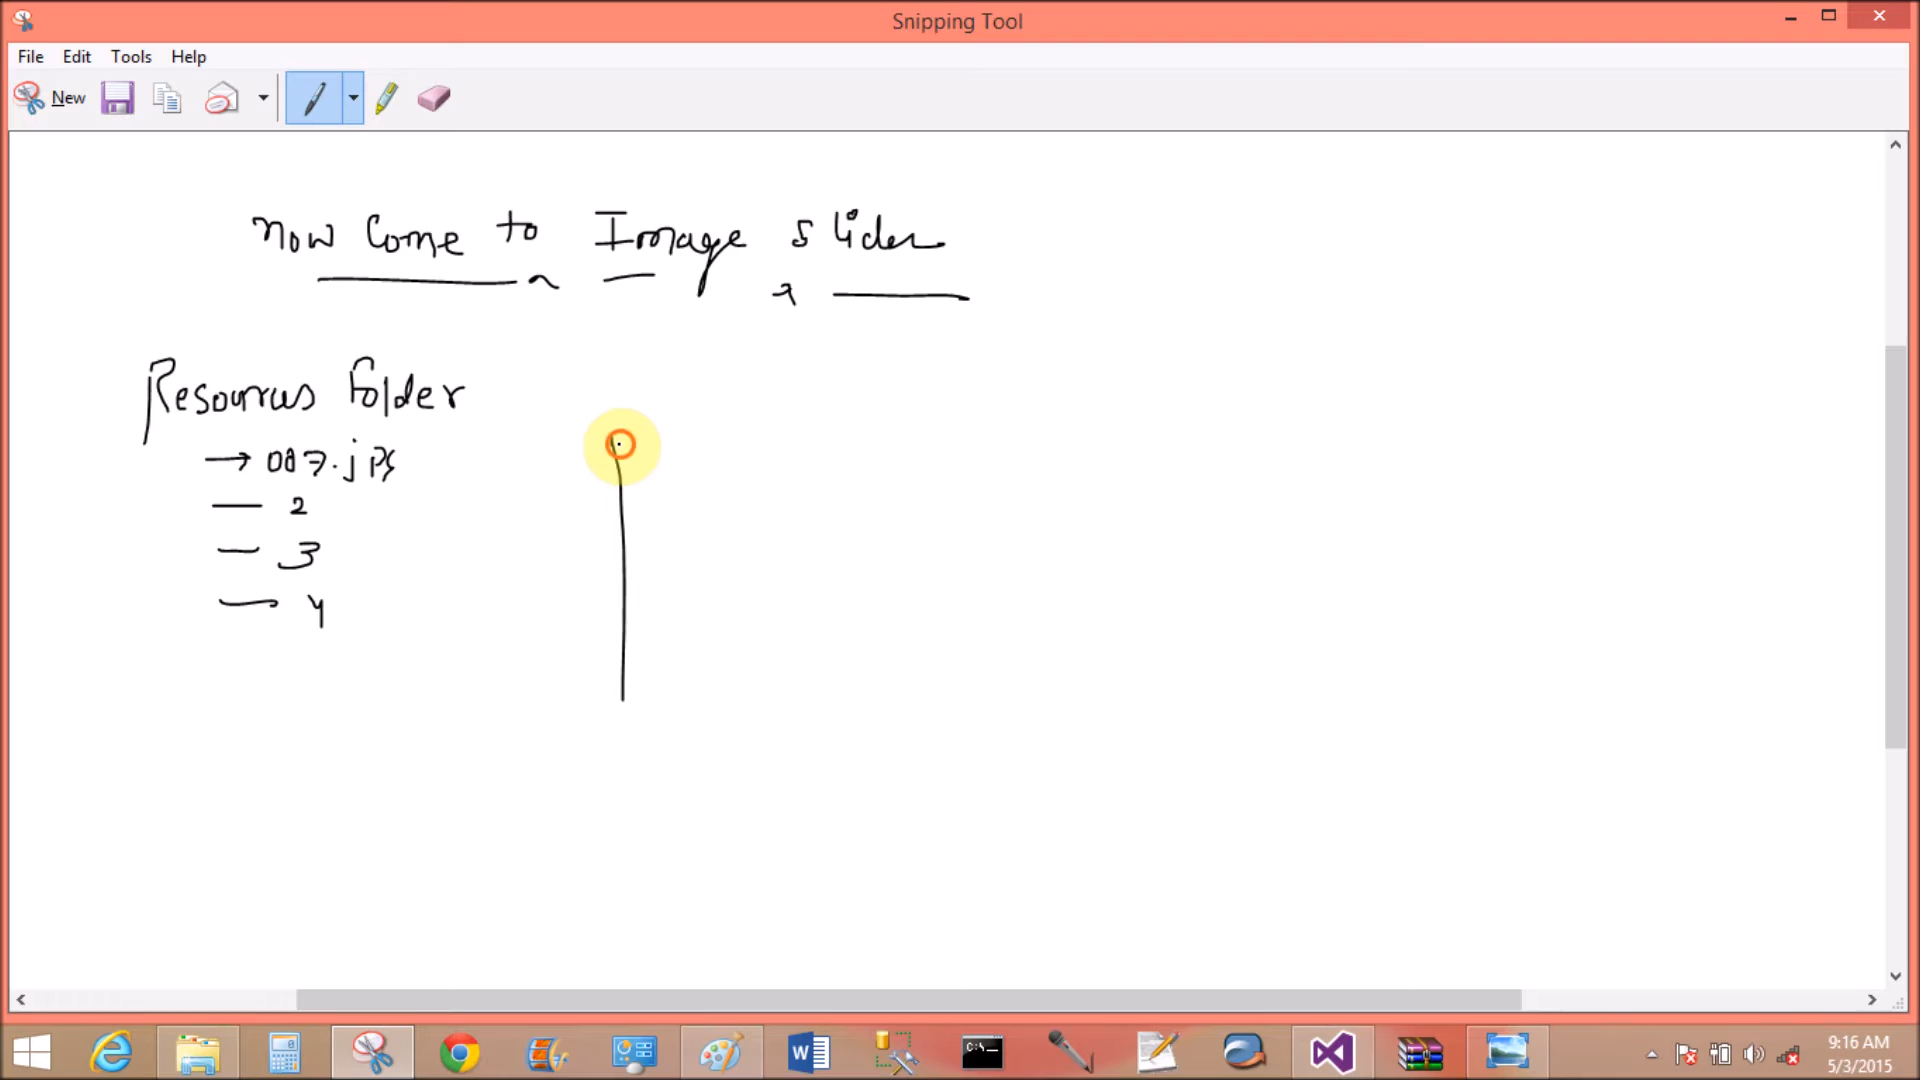 Snipping Tool
File Edit Tools Help
New
Now Come to Image Slider
Resources folder
→ 007.jpg
— 2
— 3
— 4
C:\_
W
9:16 AM
5/3/2015